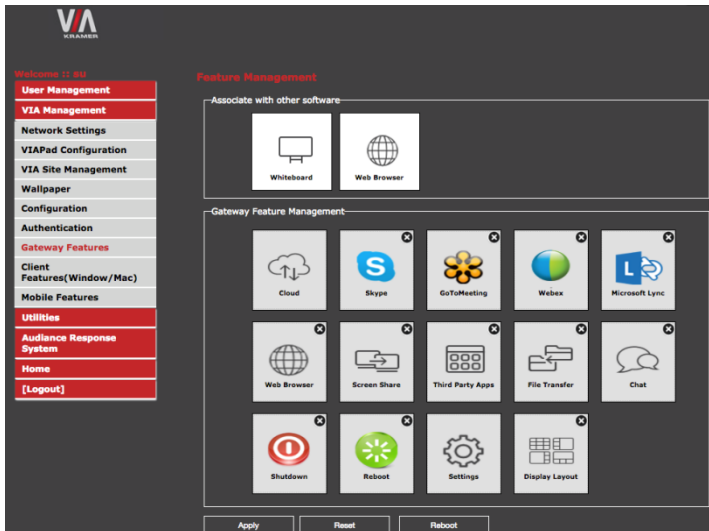 VIA
KRAMER
Welcome :: su
User Management
VIA Management
Network Settings
VIAPad Configuration
VIA Site Management
Wallpaper
Configuration
Authentication
Gateway Features
Client
Features(Window/Mac)
Mobile Features
Utilities
Audiance Response
System
Home
[Logout]
Feature Management
Associate with other software
Whiteboard
Web Browser
Gateway Feature Management
Cloud
Skype
GoToMeeting
Webex
Microsoft Lync
Web Browser
Screen Share
Third Party Apps
File Transfer
Chat
Shutdown
Reboot
Settings
Display Layout
Apply
Reset
Reboot